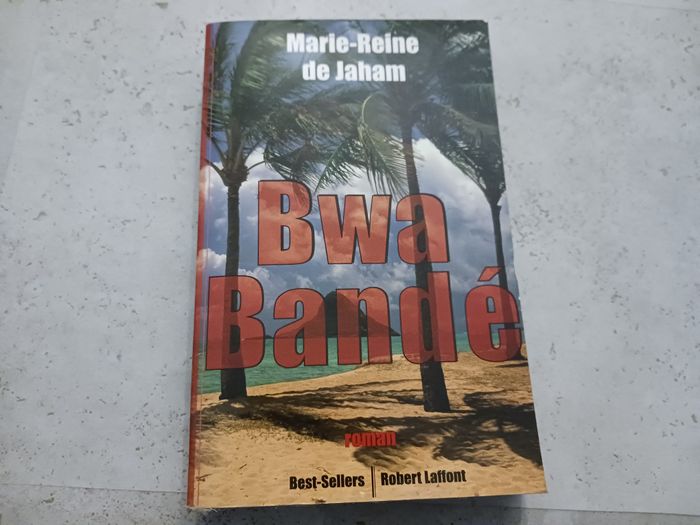 Marie-Reine
de Jaham
Bwa
Bandé
roman
Best-Sellers | Robert Laffont